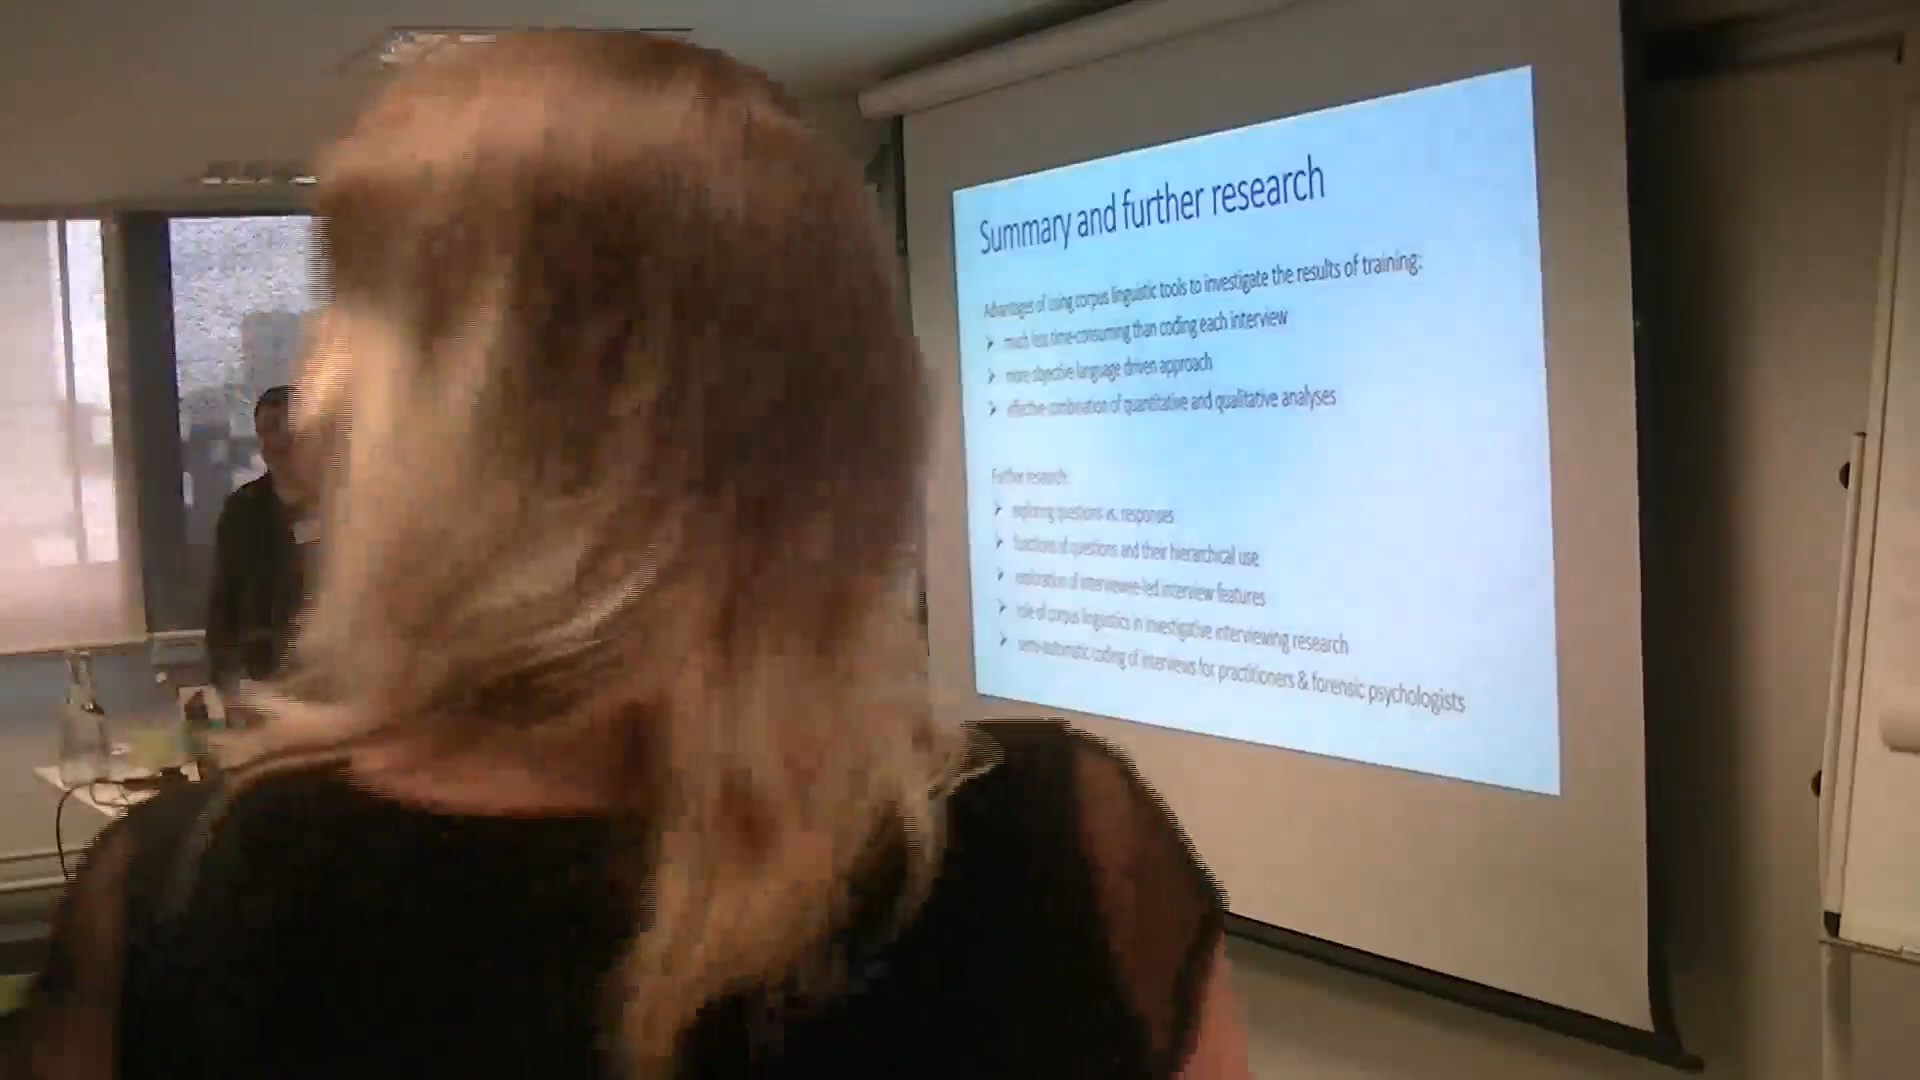 Summary and further research
Advantages of using corpus linguistic tools to investigate the results of training:
much less time-consuming than coding each interview
more objective language driven approach
effective combination of quantitative and qualitative analyses
Further research:
exploring questions vs. responses
functions of questions and their hierarchical use
exploration of interviewee-led interview features
role of corpus linguistics in investigative interviewing research
semi-automatic coding of interviews for practitioners & forensic psychologists